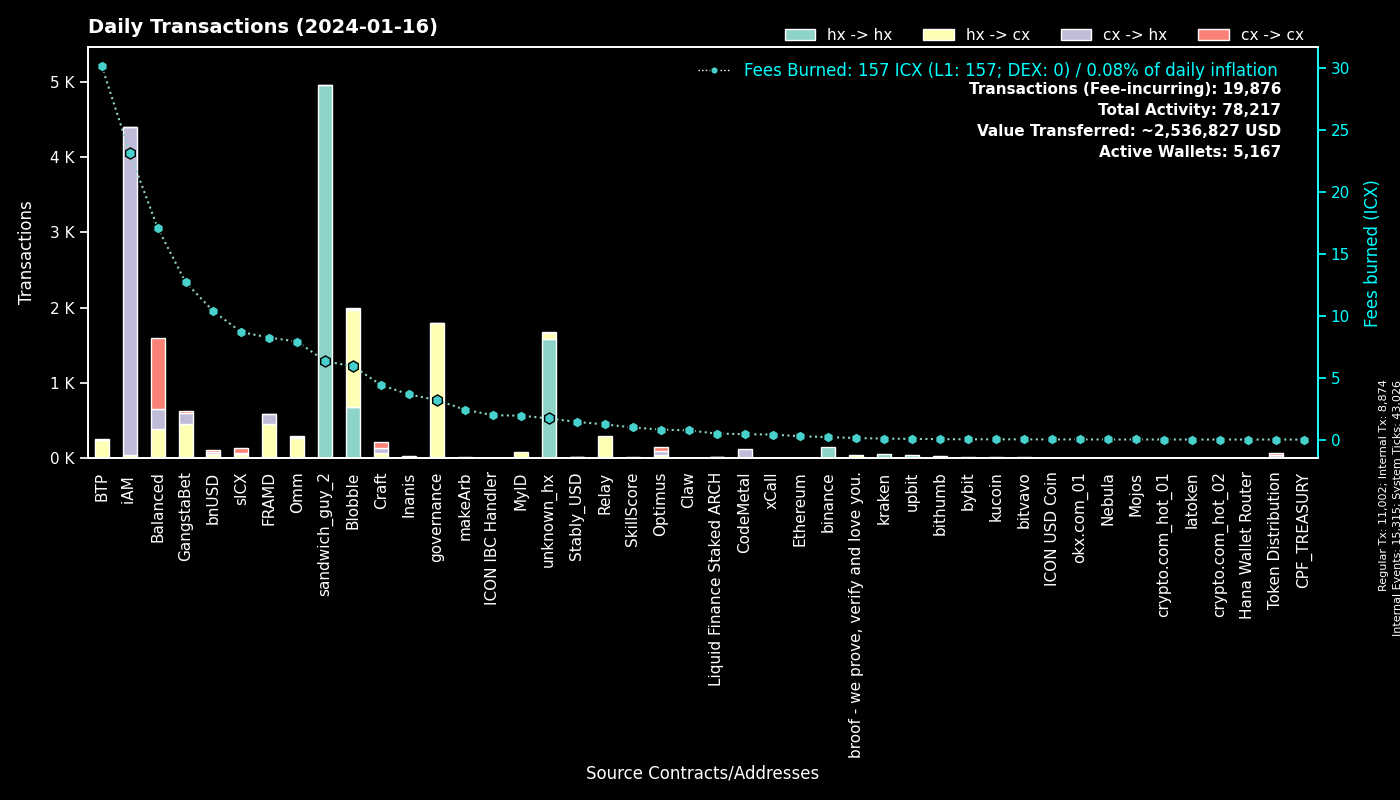 Daily Transactions (2024-01-16)
hx -> hx
hx -> cx
cx -> hx
cx -> cx
Fees Burned: 157 ICX (L1: 157; DEX: 0) / 0.08% of daily inflation
Transactions (Fee-incurring): 19,876
Total Activity: 78,217
Value Transferred: ~2,536,827 USD
Active Wallets: 5,167
Transactions
5 K
4 K
3 K
2 K
1 K
0 K
30
25
20
15
10
5
0
Fees burned (ICX)
Regular Tx: 11,002; Internal Tx: 8,874
Internal Events: 15,315; System Ticks: 43,026
BTP
iAM
Balanced
GangstaBet
bnUSD
sICX
FRAMD
Omm
sandwich_guy_2
Blobble
Craft
Inanis
governance
makeArb
ICON IBC Handler
MyID
unknown_hx
Stably_USD
Relay
SkillScore
Optimus
Claw
Liquid Finance Staked ARCH
CodeMetal
xCall
Ethereum
binance
broof - we prove, verify and love you.
kraken
upbit
bithumb
bybit
kucoin
bitvavo
ICON USD Coin
okx.com_01
Nebula
Mojos
crypto.com_hot_01
latoken
crypto.com_hot_02
Hana Wallet Router
Token Distribution
CPF_TREASURY
Source Contracts/Addresses